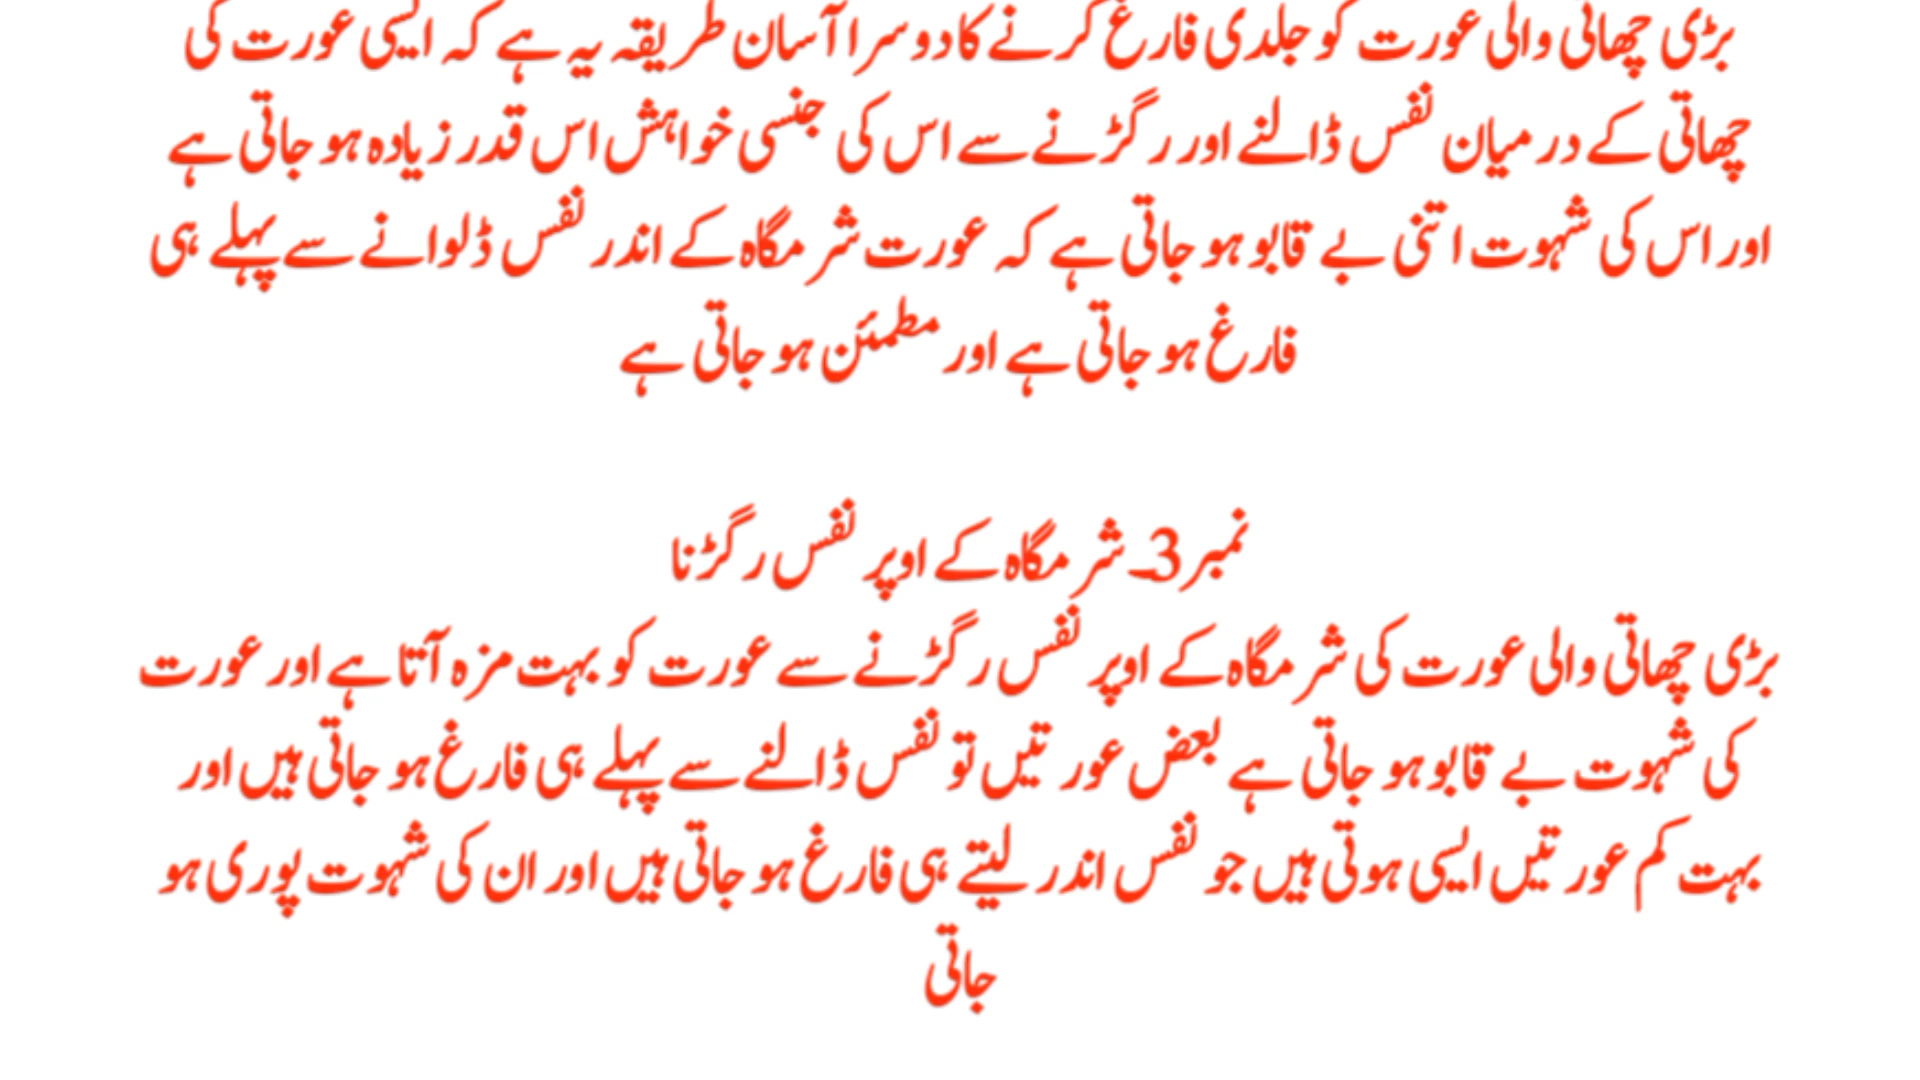 بڑی چھاتی والی عورت کو جلدی فارغ کرنے کا دوسرا آسان طریقہ یہ ہے کہ ایسی عورت کی
چھاتی کے درمیان نفس ڈالنے اور رگڑنے سے اس کی جنسی خواہش اس قدر زیادہ ہو جاتی ہے
اور اس کی شہوت اتنی بے قابو ہو جاتی ہے کہ عورت شرمگاہ کے اندر نفس ڈلوانے سے پہلے ہی
فارغ ہو جاتی ہے اور مطمئن ہو جاتی ہے
نمبر 3۔ شرمگاہ کے اوپر نفس رگڑنا
بڑی چھاتی والی عورت کی شرمگاہ کے اوپر نفس رگڑنے سے عورت کو بہت مزہ آتا ہے اور عورت
کی شہوت بے قابو ہو جاتی ہے بعض عورتیں تو نفس ڈالنے سے پہلے ہی فارغ ہو جاتی ہیں اور
بہت کم عورتیں ایسی ہوتی ہیں جو نفس اندر لیتے ہی فارغ ہو جاتی ہیں اور ان کی شہوت پوری ہو
جاتی